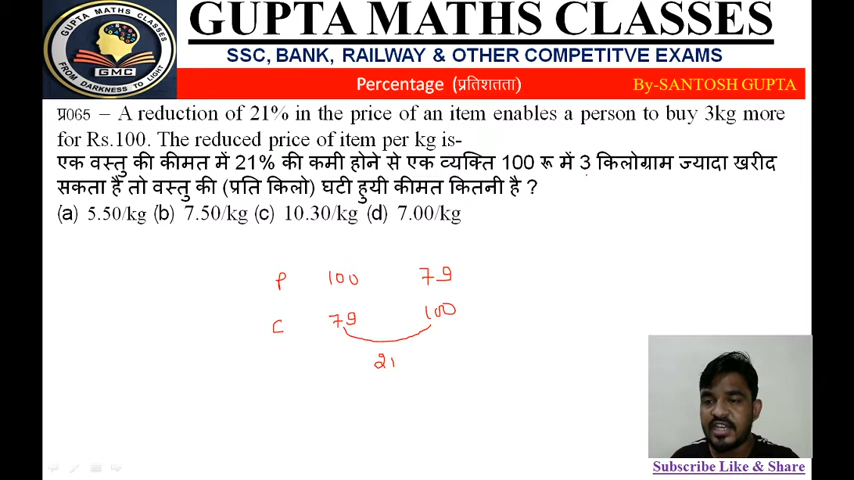 GUPTA MATHS CLASSES
GUPTA MATHS CLASSES
GMC
FROM DARKNESS TO LIGHT
SSC, BANK, RAILWAY & OTHER COMPETITVE EXAMS
Percentage (प्रतिशतता) By-SANTOSH GUPTA
प्र065 – A reduction of 21% in the price of an item enables a person to buy 3kg more
for Rs.100. The reduced price of item per kg is-
एक वस्तु की कीमत में 21% की कमी होने से एक व्यक्ति 100 रू में 3 किलोग्राम ज्यादा खरीद
सकता है तो वस्तु की (प्रति किलो) घटी हुयी कीमत कितनी है ?
(a) 5.50/kg (b) 7.50/kg (c) 10.30/kg (d) 7.00/kg
P 100 79
C 79 100
21
Subscribe Like & Share